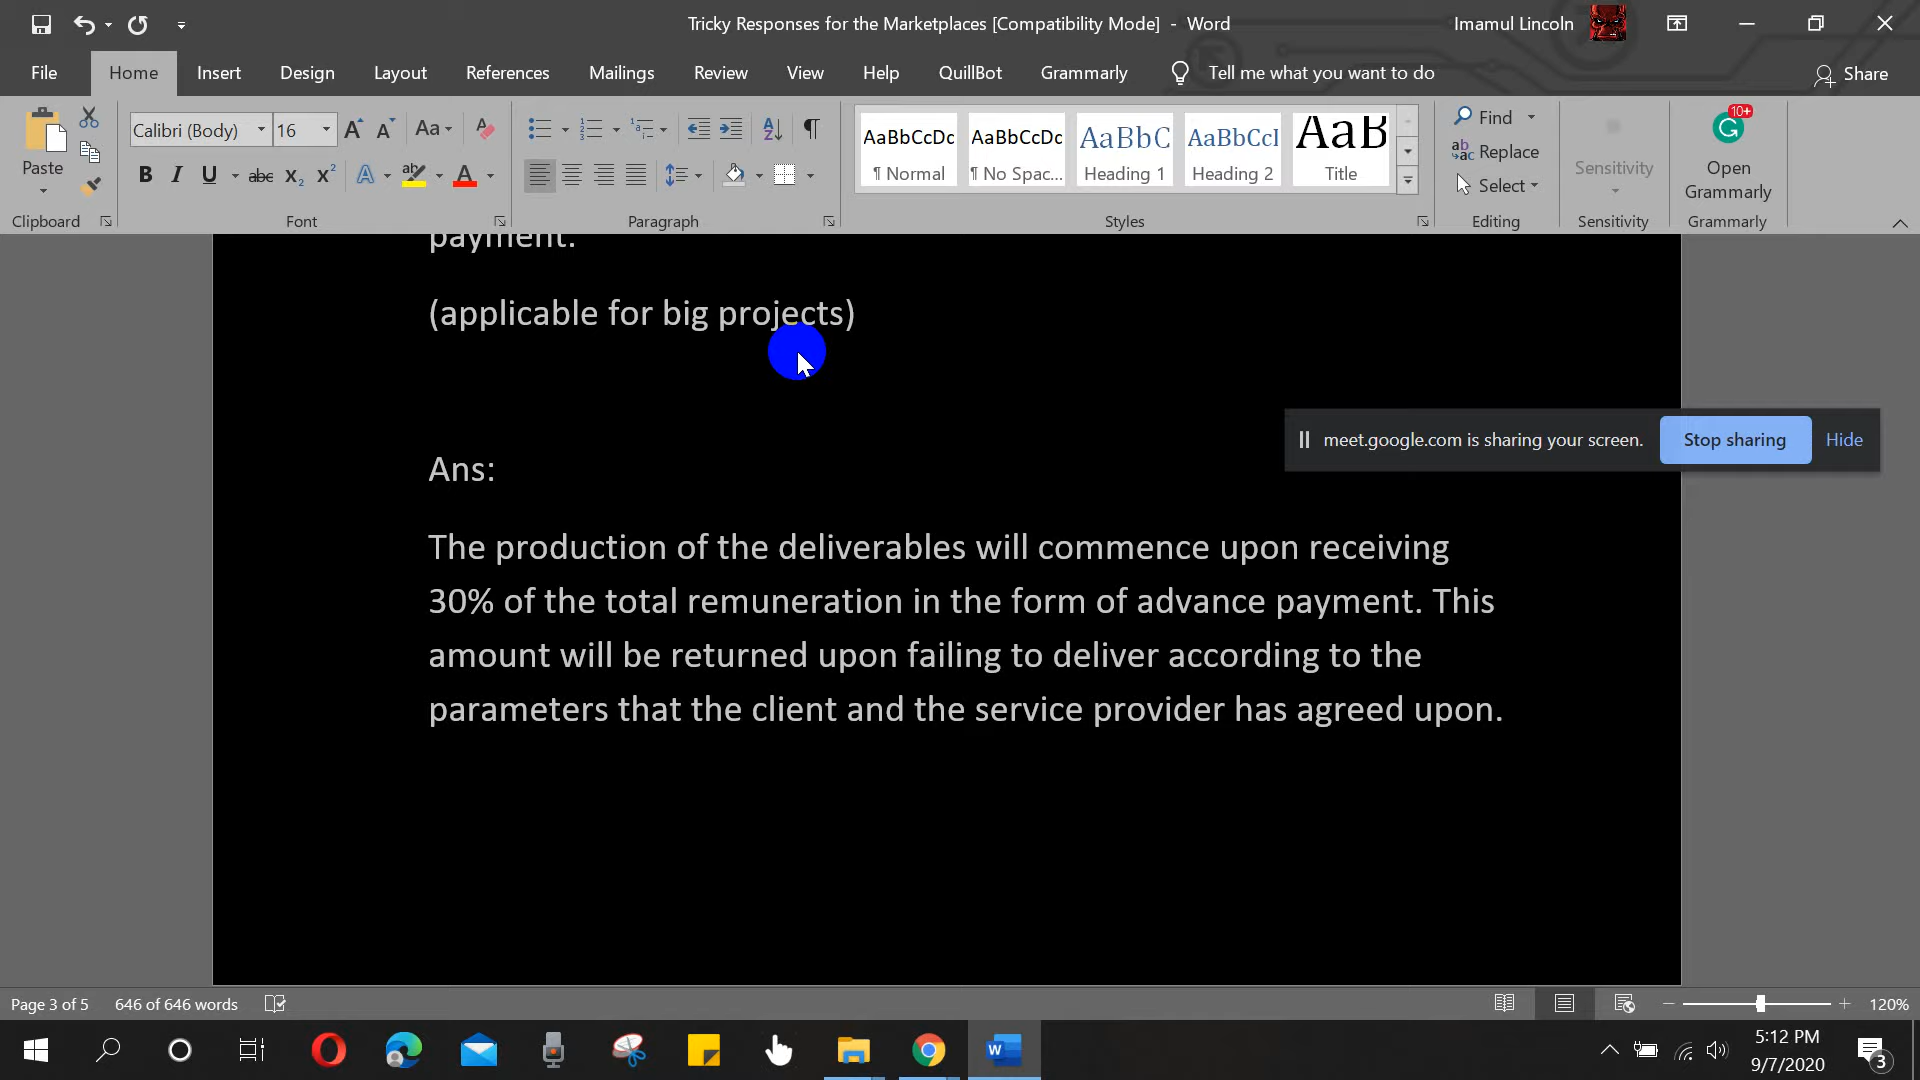 Tricky Responses for the Marketplaces [Compatibility Mode] - Word
Imamul Lincoln
File Home Insert Design Layout References Mailings Review View Help QuillBot Grammarly Tell me what you want to do Share
Paste
Clipboard
Calibri (Body) 16
Aa
B I U abc X₂ X² A ab A
Font
Paragraph
AaBbCcDc AaBbCcDc AaBbC AaBbCcI AaB
¶ Normal ¶ No Spac... Heading 1 Heading 2 Title
Styles
Find
Replace
Select
Editing
Sensitivity
Sensitivity
10+
Open
Grammarly
Grammarly
payment.
(applicable for big projects)
meet.google.com is sharing your screen. Stop sharing Hide
Ans:
The production of the deliverables will commence upon receiving
30% of the total remuneration in the form of advance payment. This
amount will be returned upon failing to deliver according to the
parameters that the client and the service provider has agreed upon.
Page 3 of 5 646 of 646 words 120%
5:12 PM
9/7/2020
3